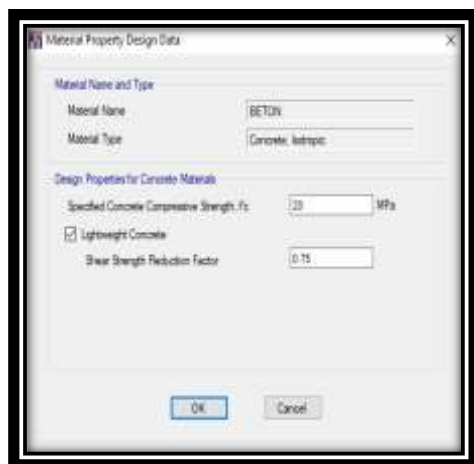 Material Property Design Data
Material Name and Type
Material Name BETON
Material Type Concrete, Isotropic
Design Properties for Concrete Materials
Specified Concrete Compressive Strength, f'c MPa
Lightweight Concrete
Shear Strength Reduction Factor 0.75
OK Cancel